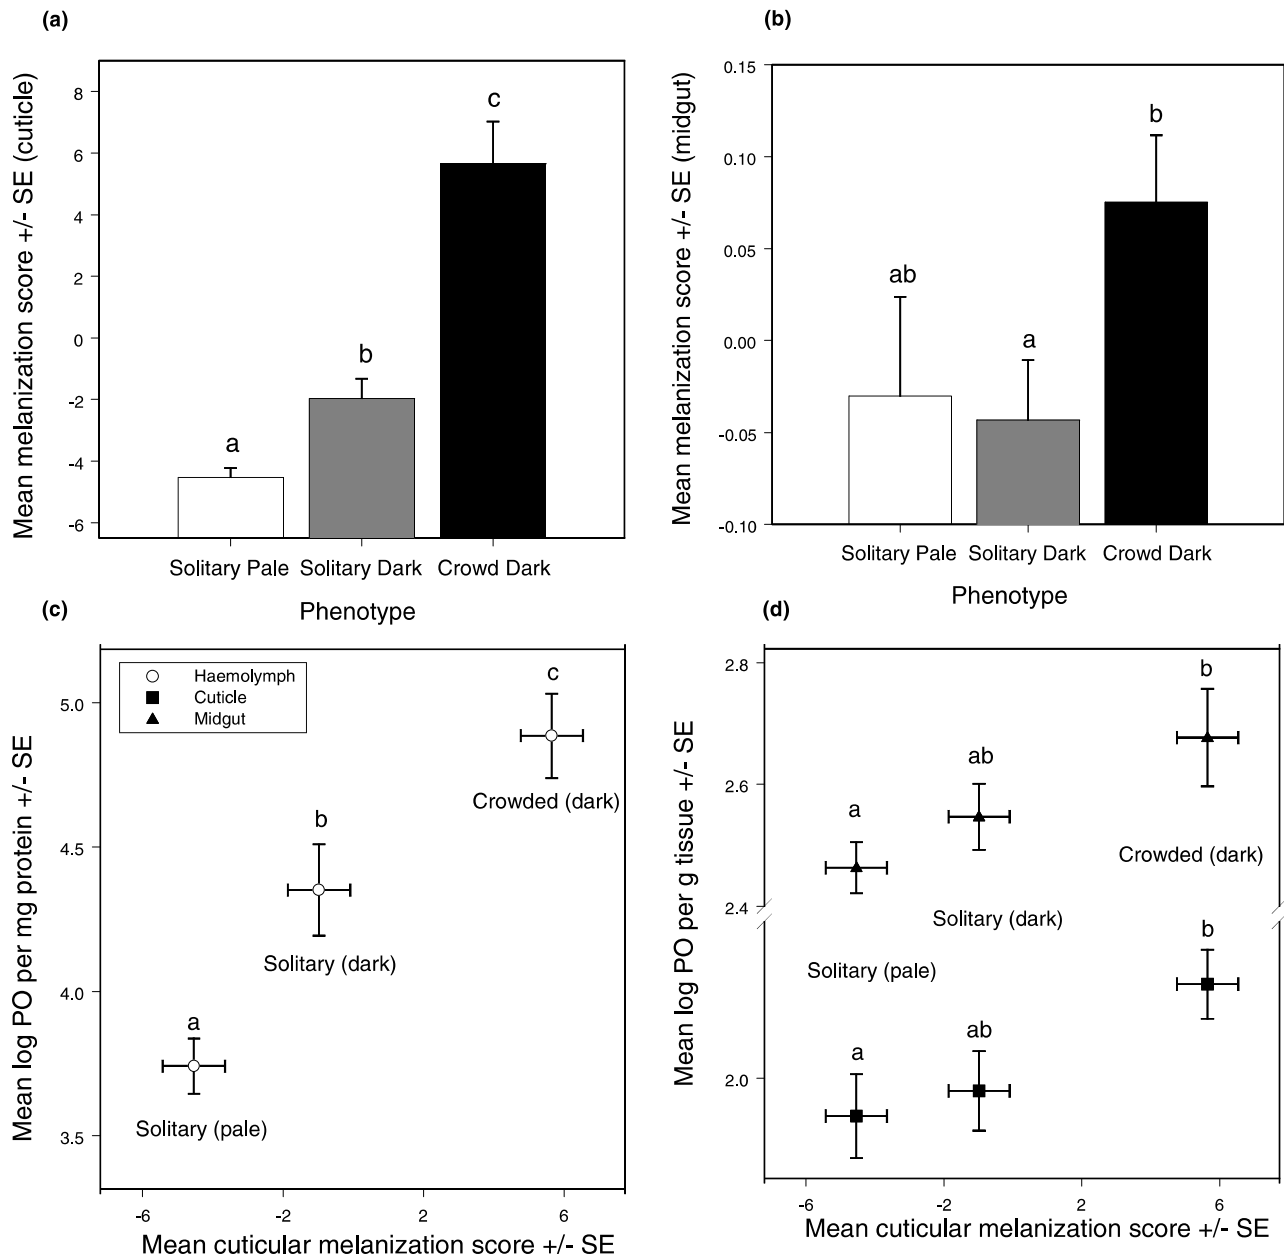 (a)
Mean melanization score +/- SE (cuticle)
8
6
4
2
0
-2
-4
-6
a
b
c
Solitary Pale
Solitary Dark
Crowd Dark
Phenotype
(b)
Mean melanization score +/- SE (midgut)
0.15
0.10
0.05
0.00
-0.05
-0.10
ab
a
b
Solitary Pale
Solitary Dark
Crowd Dark
Phenotype
(c)
Mean log PO per mg protein +/- SE
5.0
4.5
4.0
3.5
Haemolymph
Cuticle
Midgut
c
Crowded (dark)
b
Solitary (dark)
a
Solitary (pale)
-6
-2
2
6
Mean cuticular melanization score +/- SE
(d)
Mean log PO per g tissue +/- SE
2.8
2.6
2.4
2.0
b
ab
a
Crowded (dark)
Solitary (dark)
Solitary (pale)
b
ab
a
-6
-2
2
6
Mean cuticular melanization score +/- SE